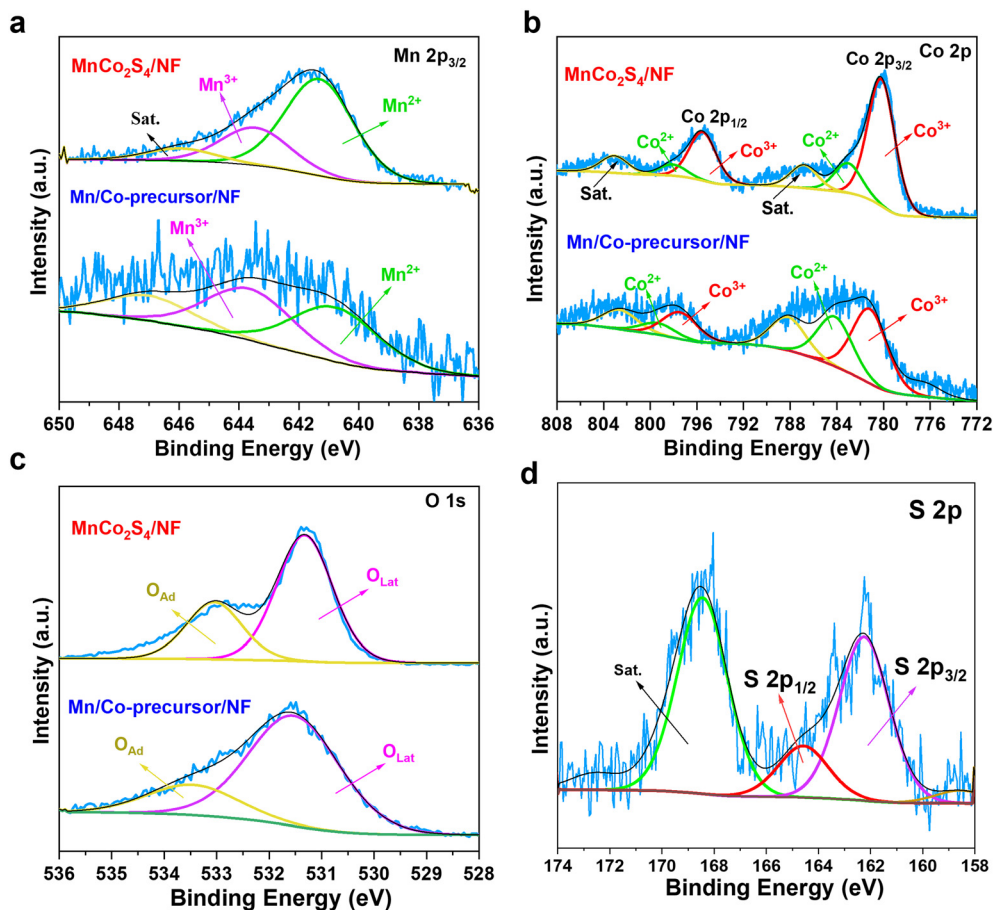 a
Mn 2p3/2
MnCo2S4/NF
Mn3+
Sat.
Mn2+
Mn/Co-precursor/NF
Mn3+
Mn2+
Intensity (a.u.)
650 648 646 644 642 640 638 636
Binding Energy (eV)
b
Co 2p3/2 Co 2p
MnCo2S4/NF
Co 2p1/2
Co2+
Co3+
Co2+
Co3+
Sat.
Sat.
Mn/Co-precursor/NF
Co2+
Co3+
Co2+
Co3+
Intensity (a.u.)
808 804 800 796 792 788 784 780 776 772
Binding Energy (eV)
c
O 1s
MnCo2S4/NF
OAd
OLat
Mn/Co-precursor/NF
OAd
OLat
Intensity (a.u.)
536 535 534 533 532 531 530 529 528
Binding Energy (eV)
d
S 2p
Sat.
S 2p1/2
S 2p3/2
Intensity (a.u.)
174 172 170 168 166 164 162 160 158
Binding Energy (eV)